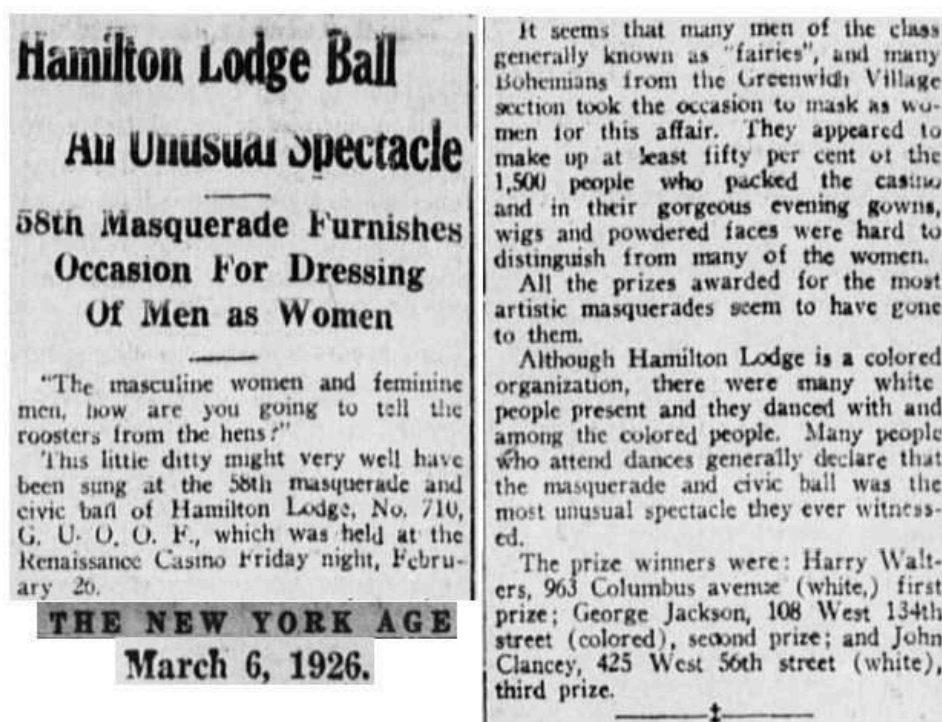 Hamilton Lodge Ball
An Unusual Spectacle
58th Masquerade Furnishes
Occasion For Dressing
Of Men as Women
"The masculine women and feminine
men, how are you going to tell the
roosters from the hens?"
This little ditty might very well have
been sung at the 58th masquerade and
civic ball of Hamilton Lodge, No. 710,
G. U. O. O. F., which was held at the
Renaissance Casino Friday night, Febru-
ary 26.
THE NEW YORK AGE
March 6, 1926.
It seems that many men of the class
generally known as "fairies", and many
Bohemians from the Greenwich Village
section took the occasion to mask as wo-
men for this affair. They appeared to
make up at least fifty per cent of the
1,500 people who packed the casino
and in their gorgeous evening gowns,
wigs and powdered faces were hard to
distinguish from many of the women.
All the prizes awarded for the most
artistic masquerades seem to have gone
to them.
Although Hamilton Lodge is a colored
organization, there were many white
people present and they danced with and
among the colored people. Many people
who attend dances generally declare that
the masquerade and civic ball was the
most unusual spectacle they ever witness-
ed.
The prize winners were: Harry Walt-
ers, 963 Columbus avenue (white,) first
prize; George Jackson, 108 West 134th
street (colored), second prize; and John
Clancey, 425 West 56th street (white),
third prize.